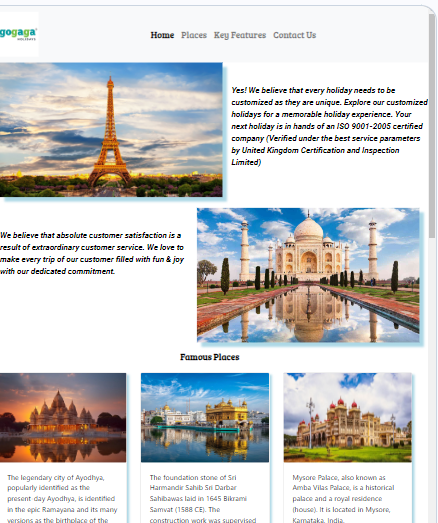 gogaga
HOLIDAYS
Home Places Key Features Contact Us
Yes! We believe that every holiday needs to be
customized as they are unique. Explore our customized
holidays for a memorable holiday experience. Your
next holiday is in hands of an ISO 9001-2005 certified
company (Verified under the best service parameters
by United Kingdom Certification and Inspection
Limited)
We believe that absolute customer satisfaction is a
result of extraordinary customer service. We love to
make every trip of our customer filled with fun & joy
with our dedicated commitment.
Famous Places
The legendary city of Ayodhya,
popularly identified as the
present day Ayodhya, is identified
in the epic Ramayana and its many
versions as the birthplace of the
The foundation stone of Sri
Harmandir Sahib Sri Darbar
Sahibawas laid in 1645 Bikrami
Samvat (1588 CE). The
construction work was supervised
Mysore Palace, also known as
Amba Vilas Palace, is a historical
palace and a royal residence
(house). It is located in Mysore,
Karnataka, India.